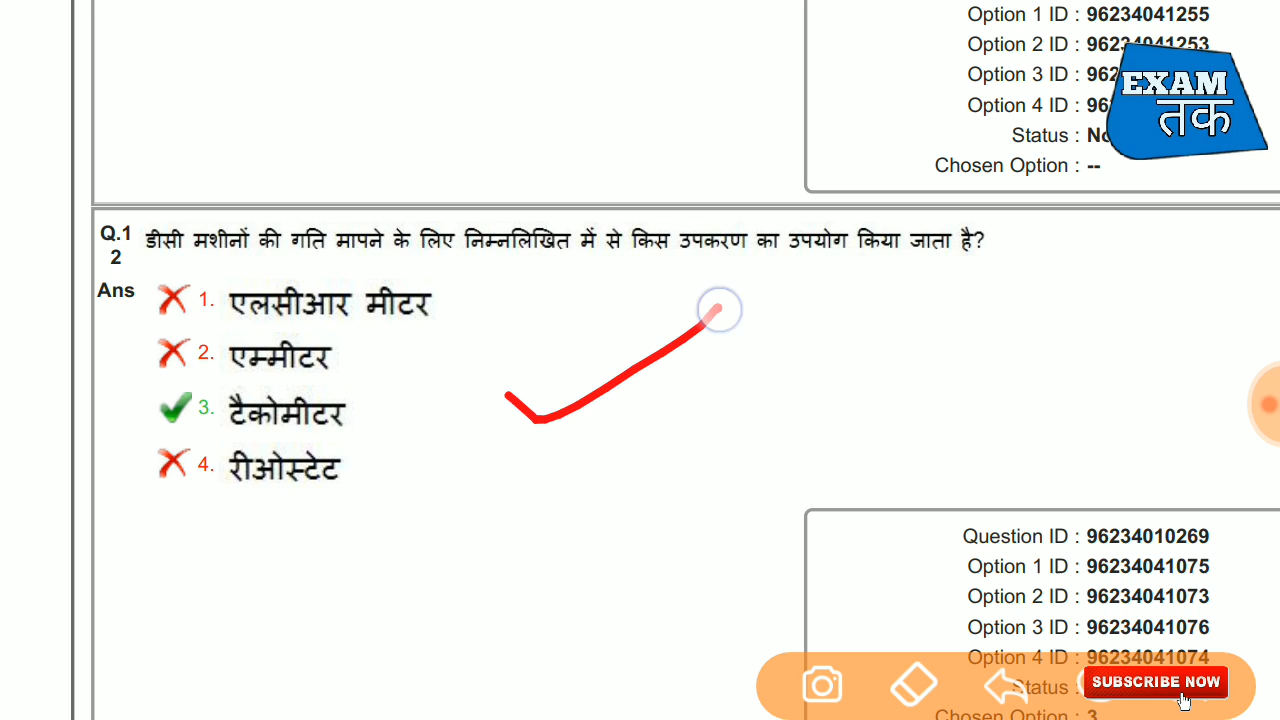 Option 1 ID : 96234041255
Option 2 ID : 96234041253
Option 3 ID :
Option 4 ID :
EXAM
तक
Status :
Chosen Option : --
Q.1
2
डीसी मशीनों की गति मापने के लिए निम्नलिखित में से किस उपकरण का उपयोग किया जाता है?
Ans
1. एलसीआर मीटर
2. एम्मीटर
3. टैकोमीटर
4. रीओस्टेट
Question ID : 96234010269
Option 1 ID : 96234041075
Option 2 ID : 96234041073
Option 3 ID : 96234041076
Option 4 ID : 96234041074
Status :
SUBSCRIBE NOW
Chosen Option : 3